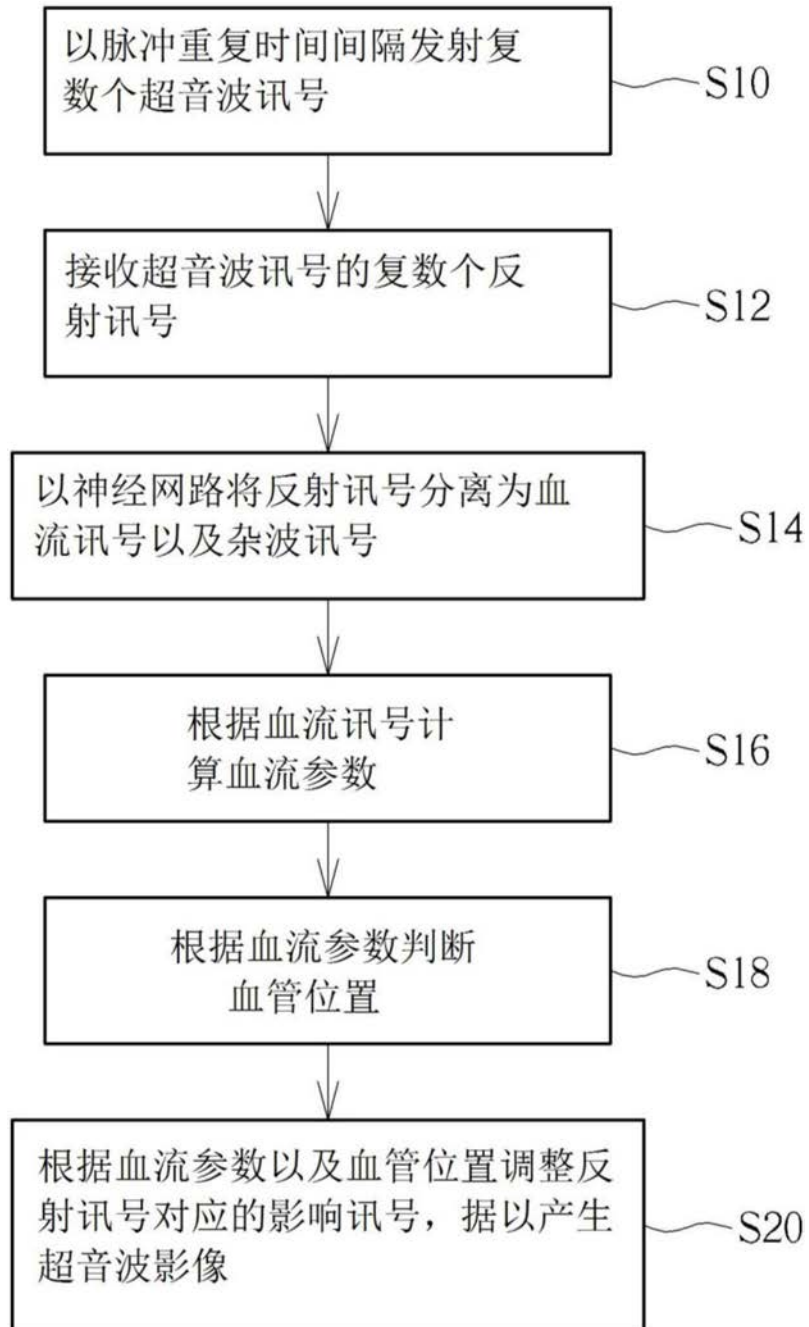 以脉冲重复时间间隔发射复
数个超音波讯号
S10
接收超音波讯号的复数个反
射讯号
S12
以神经网路将反射讯号分离为血
流讯号以及杂波讯号
S14
根据血流讯号计
算血流参数
S16
根据血流参数判断
血管位置
S18
根据血流参数以及血管位置调整反
射讯号对应的影响讯号，据以产生
超音波影像
S20